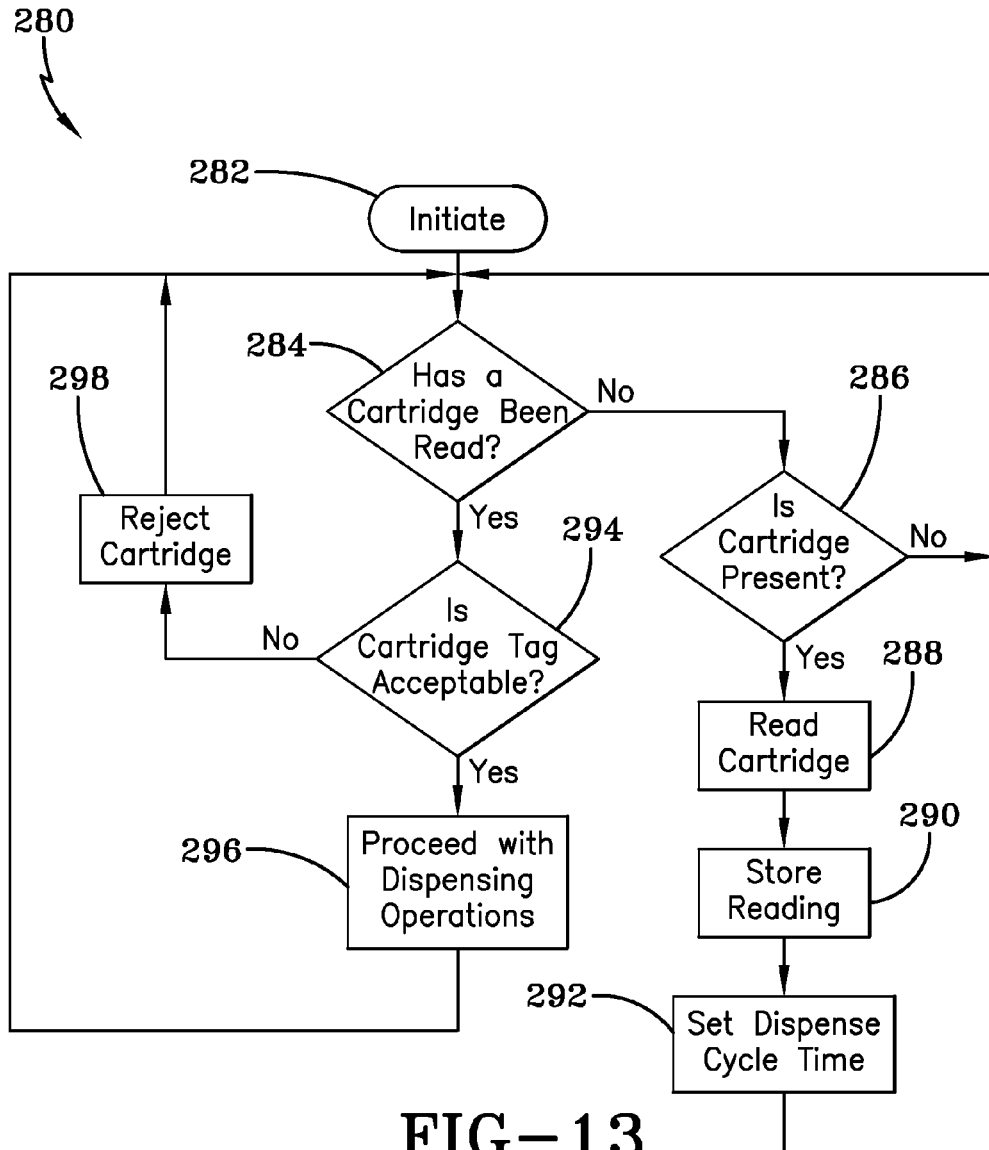 280
282
Initiate
284
Has a
Cartridge Been
Read?
No
286
298
Reject
Cartridge
Yes
294
Is
Cartridge
Present?
No
Is
Cartridge Tag
Acceptable?
No
Yes
288
Read
Cartridge
Yes
296
Proceed with
Dispensing
Operations
290
Store
Reading
292
Set Dispense
Cycle Time
FIG-13